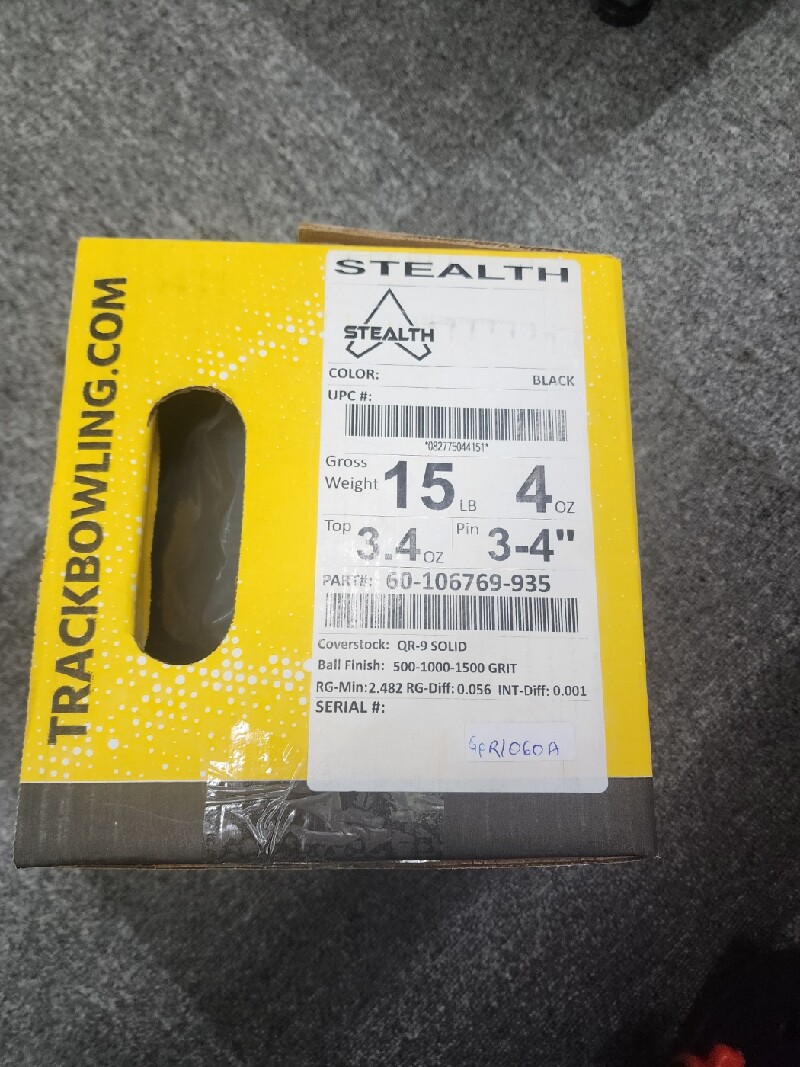 TRACKBOWLING.COM
STEALTH
STEALTH
COLOR: BLACK
UPC #:
*082775044151*
Gross Weight 15 LB 4 OZ
Top 3.4 OZ Pin 3-4"
PART#: 60-106769-935
Coverstock: QR-9 SOLID
Ball Finish: 500-1000-1500 GRIT
RG-Min: 2.482 RG-Diff: 0.056 INT-Diff: 0.001
SERIAL #: